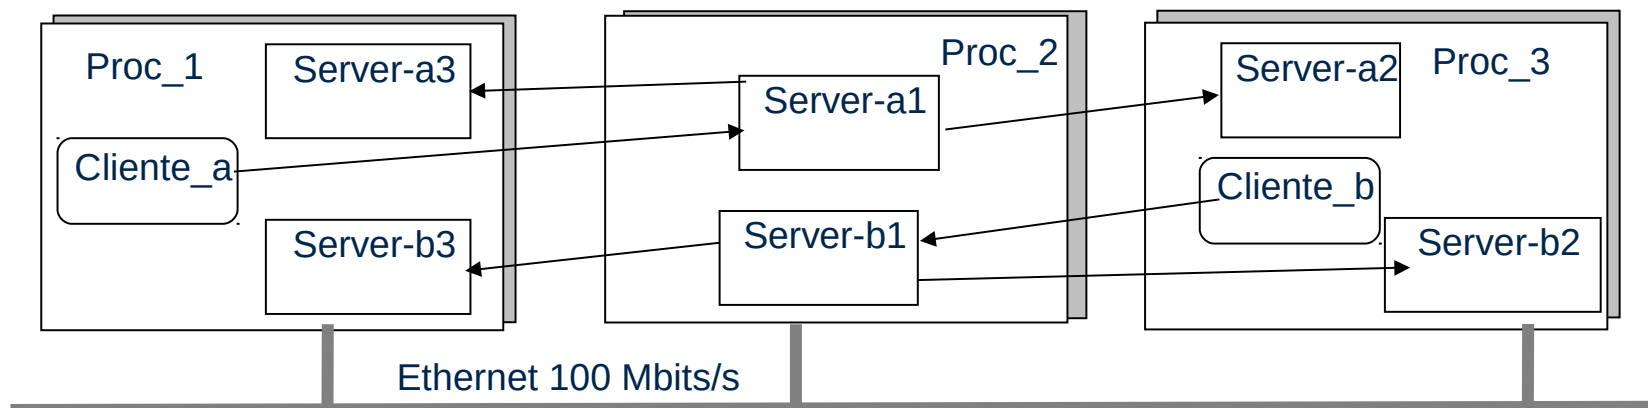 Proc_1
Server-a3
Cliente_a
Server-b3
Proc_2
Server-a1
Server-b1
Server-a2
Proc_3
Cliente_b
Server-b2
Ethernet 100 Mbits/s